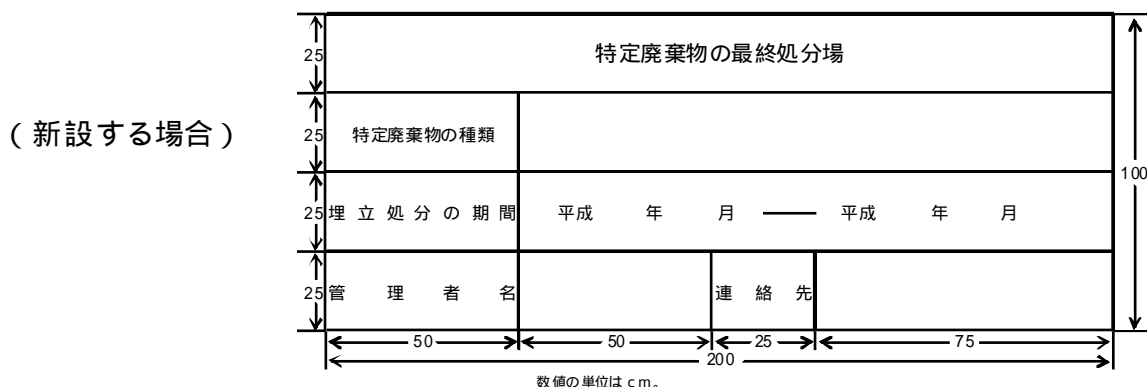 25 特定廃棄物の最終処分場
(新設する場合)
25 特定廃棄物の種類
100
25 埋立処分の期間 平成 年 月 ― 平成 年 月
25 管理者名 連絡先
50 50 25 75
200
数値の単位はcm。